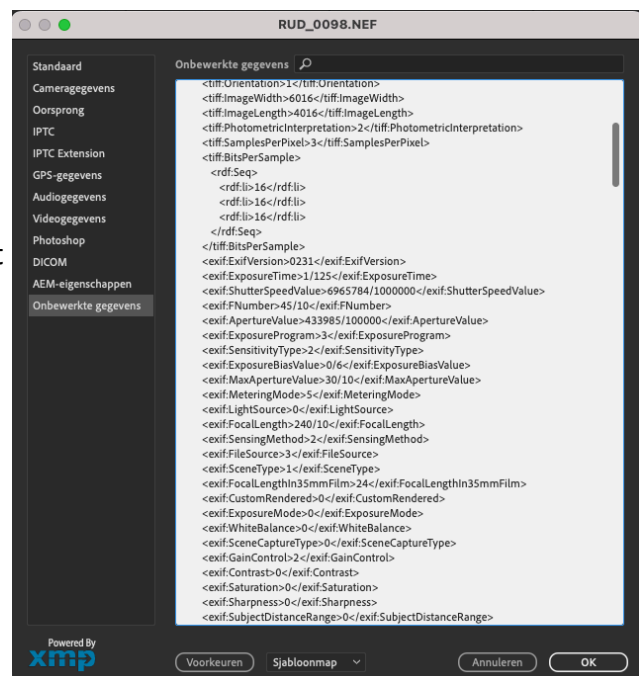 RUD_0098.NEF
Standaard
Cameragegevens
Oorsprong
IPTC
IPTC Extension
GPS-gegevens
Audiogegevens
Videogegevens
Photoshop
DICOM
AEM-eigenschappen
Onbewerkte gegevens
Onbewerkte gegevens
<tiff:Orientation>1</tiff:Orientation>
<tiff:ImageWidth>6016</tiff:ImageWidth>
<tiff:ImageLength>4016</tiff:ImageLength>
<tiff:PhotometricInterpretation>2</tiff:PhotometricInterpretation>
<tiff:SamplesPerPixel>3</tiff:SamplesPerPixel>
<tiff:BitsPerSample>
<rdf:Seq>
<rdf:li>16</rdf:li>
<rdf:li>16</rdf:li>
<rdf:li>16</rdf:li>
</rdf:Seq>
</tiff:BitsPerSample>
<exif:ExifVersion>0231</exif:ExifVersion>
<exif:ExposureTime>1/125</exif:ExposureTime>
<exif:ShutterSpeedValue>6965784/1000000</exif:ShutterSpeedValue>
<exif:FNumber>45/10</exif:FNumber>
<exif:ApertureValue>433985/100000</exif:ApertureValue>
<exif:ExposureProgram>3</exif:ExposureProgram>
<exif:SensitivityType>2</exif:SensitivityType>
<exif:ExposureBiasValue>0/6</exif:ExposureBiasValue>
<exif:MaxApertureValue>30/10</exif:MaxApertureValue>
<exif:MeteringMode>5</exif:MeteringMode>
<exif:LightSource>0</exif:LightSource>
<exif:FocalLength>240/10</exif:FocalLength>
<exif:SensingMethod>2</exif:SensingMethod>
<exif:FileSource>3</exif:FileSource>
<exif:SceneType>1</exif:SceneType>
<exif:FocalLengthIn35mmFilm>24</exif:FocalLengthIn35mmFilm>
<exif:CustomRendered>0</exif:CustomRendered>
<exif:ExposureMode>0</exif:ExposureMode>
<exif:WhiteBalance>0</exif:WhiteBalance>
<exif:SceneCaptureType>0</exif:SceneCaptureType>
<exif:GainControl>2</exif:GainControl>
<exif:Contrast>0</exif:Contrast>
<exif:Saturation>0</exif:Saturation>
<exif:Sharpness>0</exif:Sharpness>
<exif:SubjectDistanceRange>0</exif:SubjectDistanceRange>
Powered By
xmp
Voorkeuren
Sjabloonmap
Annuleren
OK